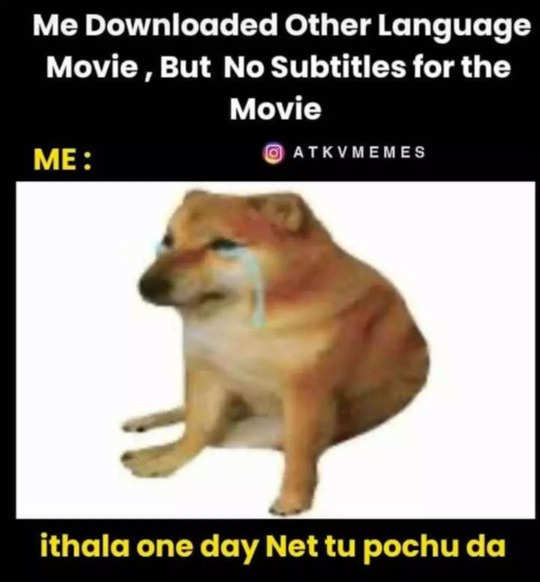 Me Downloaded Other Language
Movie , But No Subtitles for the
Movie
ME :
ATKVMEMES
ithala one day Net tu pochu da